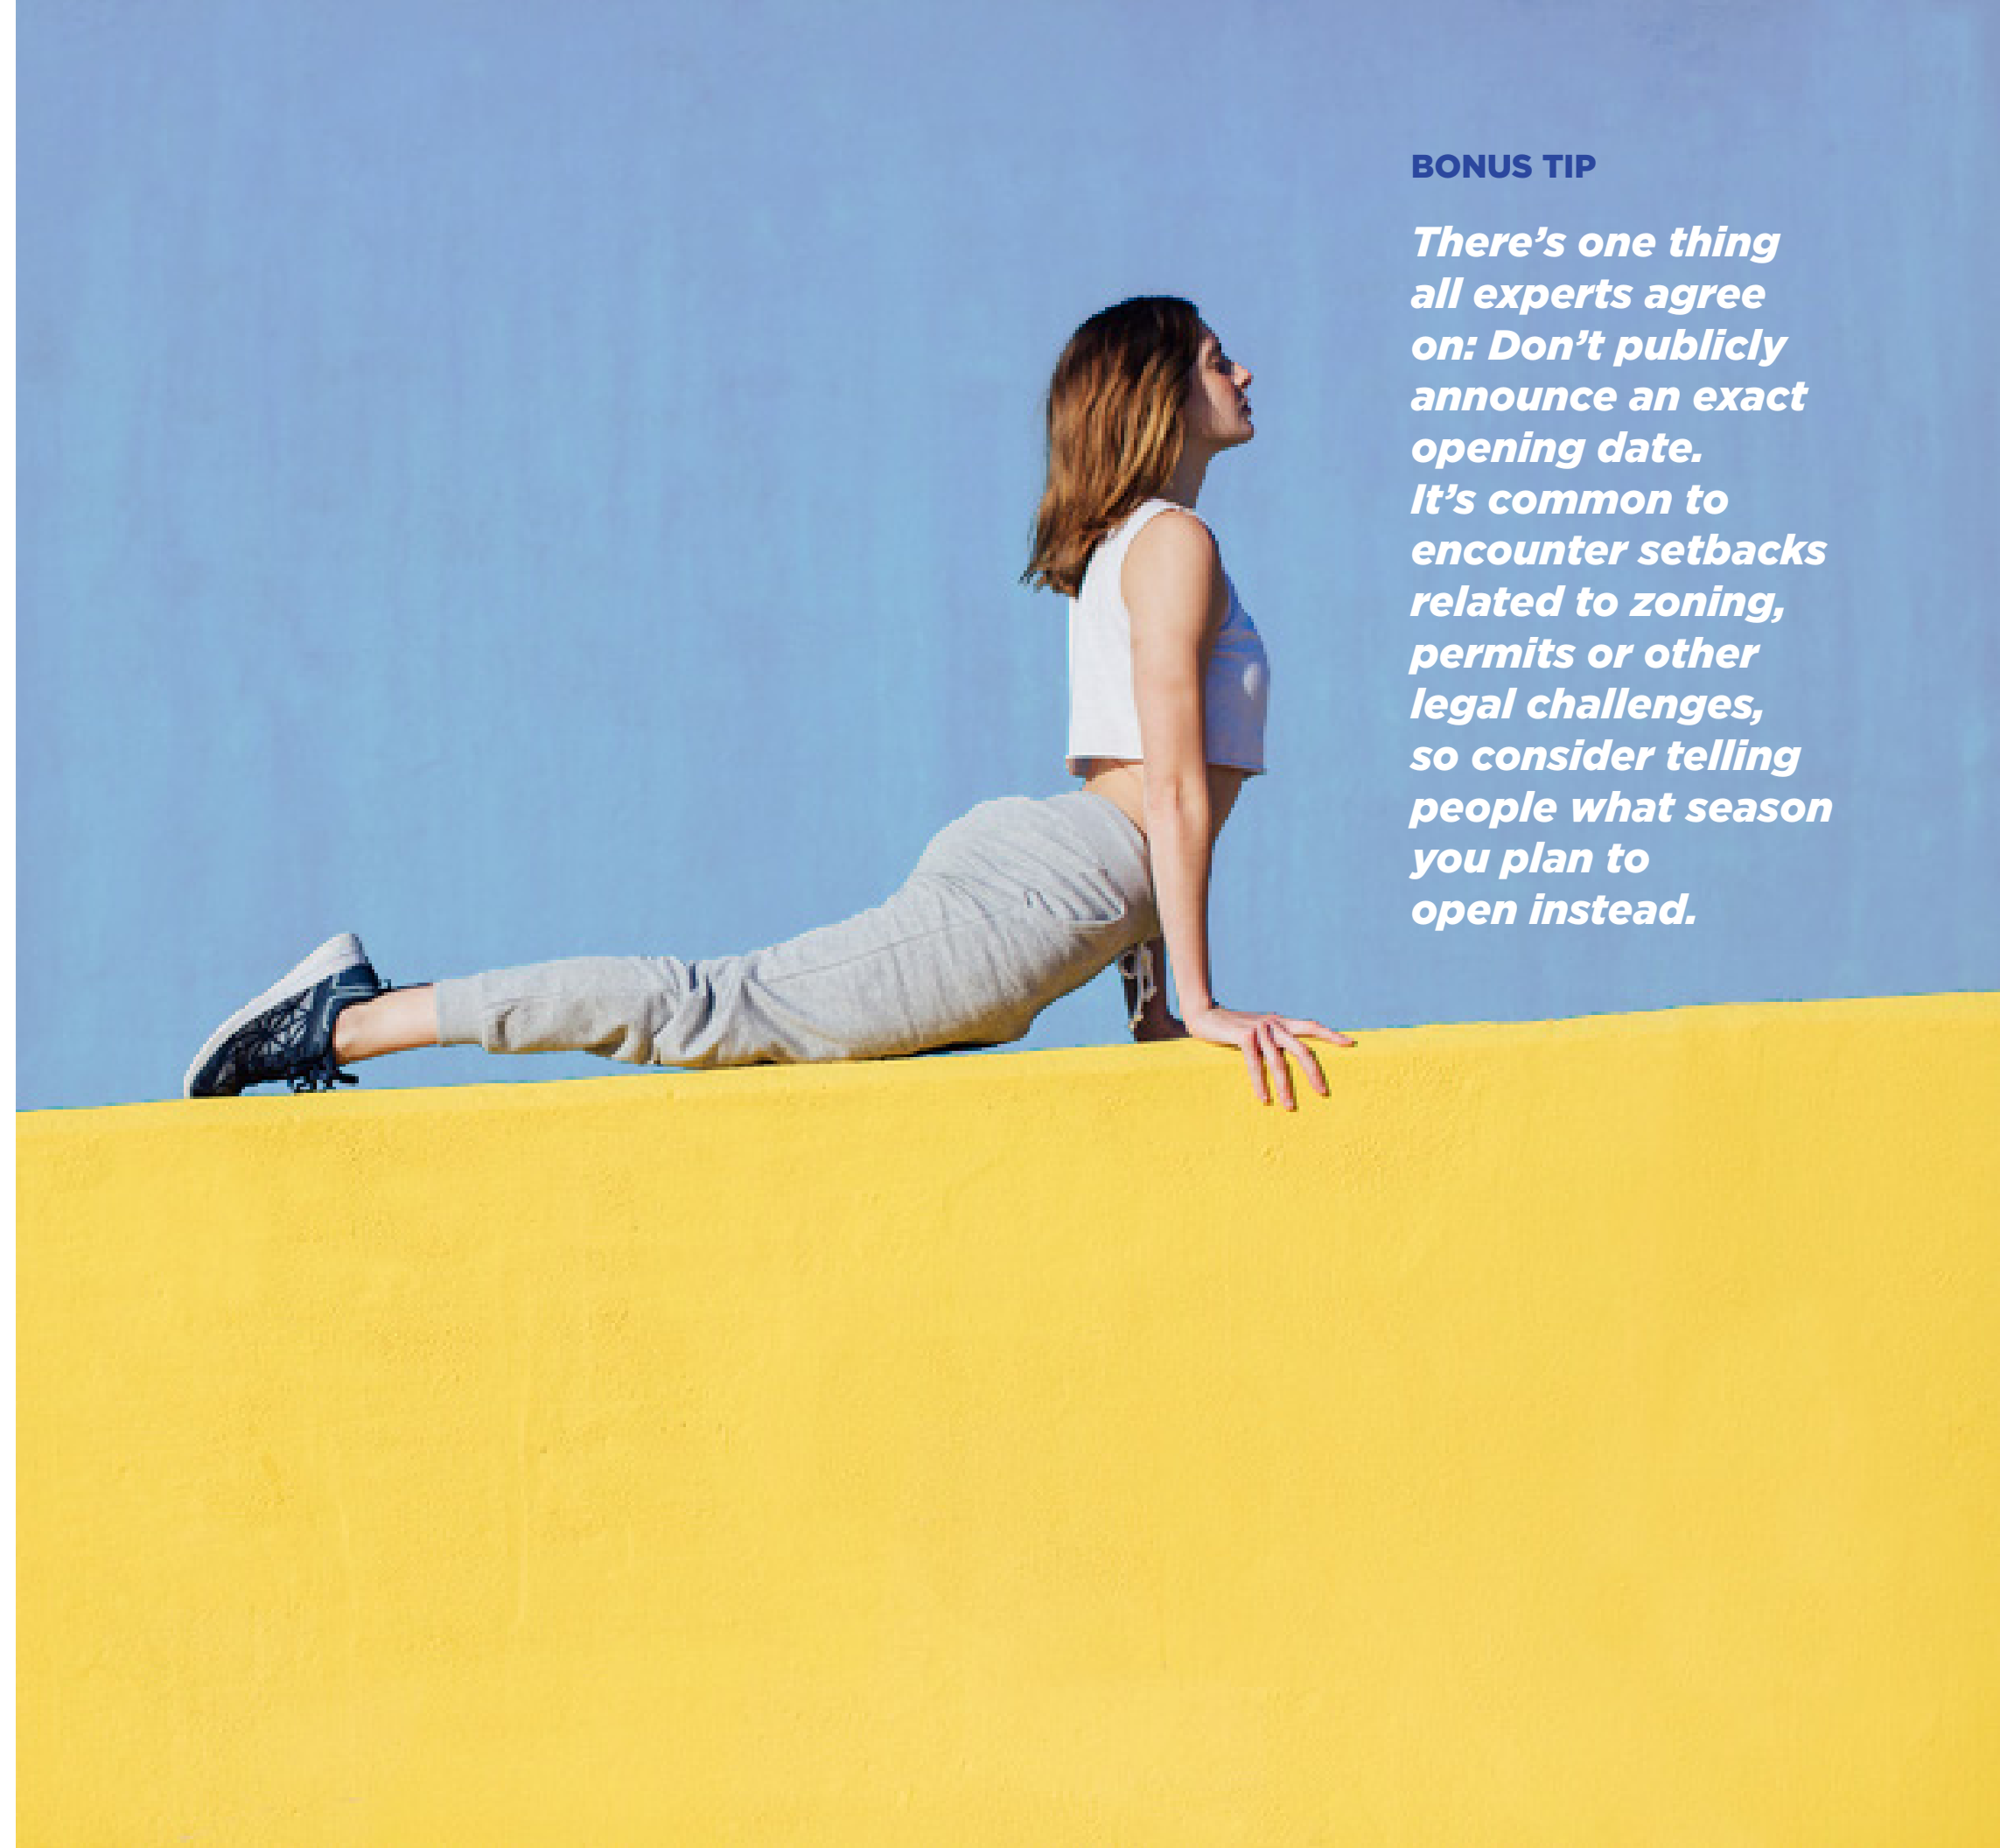 BONUS TIP
There’s one thing
all experts agree
on: Don’t publicly
announce an exact
opening date.
It’s common to
encounter setbacks
related to zoning,
permits or other
legal challenges,
so consider telling
people what season
you plan to
open instead.